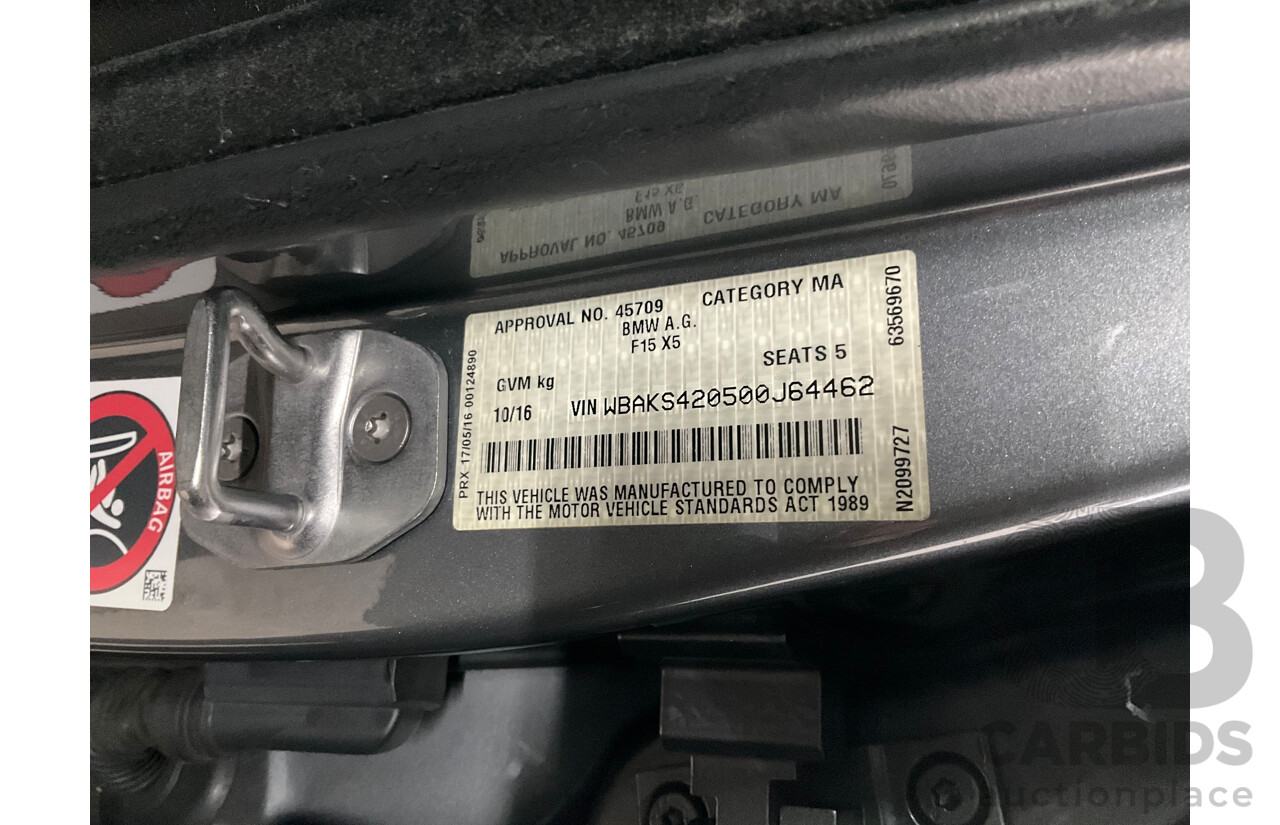 APPROVAL NO. 45709 CATEGORY MA
BMW A.G.
F15 X5
SEATS 5
GVM kg
10/16 VIN WBAKS420500J64462
THIS VEHICLE WAS MANUFACTURED TO COMPLY
WITH THE MOTOR VEHICLE STANDARDS ACT 1989
PRX 17/05/16 00124890
63569670
N2099727
AIRBAG
CARBIDS
auctionplace